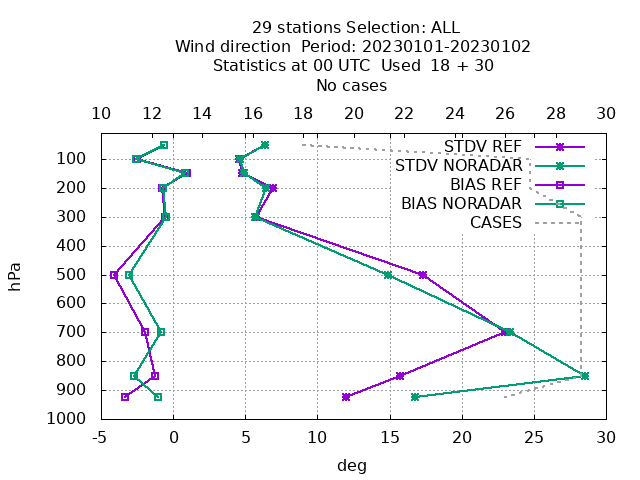 29 stations Selection: ALL
Wind direction  Period: 20230101-20230102
Statistics at 00 UTC  Used  18 + 30
No cases
10 12 14 16 18 20 22 24 26 28 30
STDV REF
STDV NORADAR
BIAS REF
BIAS NORADAR
CASES
hPa
100
200
300
400
500
600
700
800
900
1000
-5 0 5 10 15 20 25 30
deg